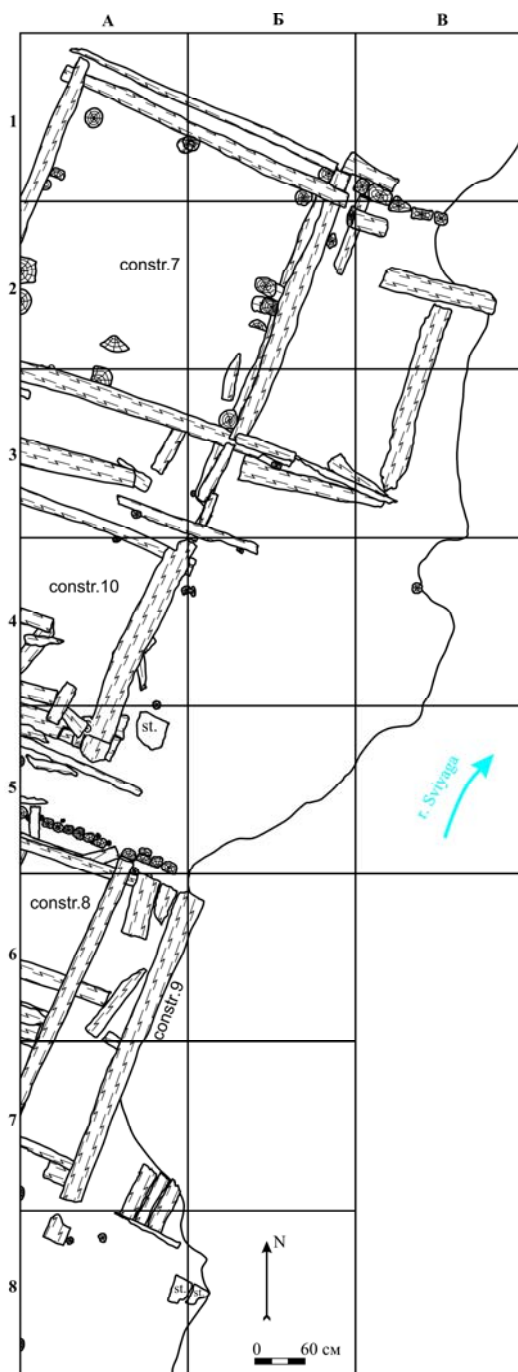 А Б В
1
constr.7
2
3
constr.10
4
st.
r. Sviyaga
5
constr.8
6
constr.9
7
N
st. st.
8
0 60 см